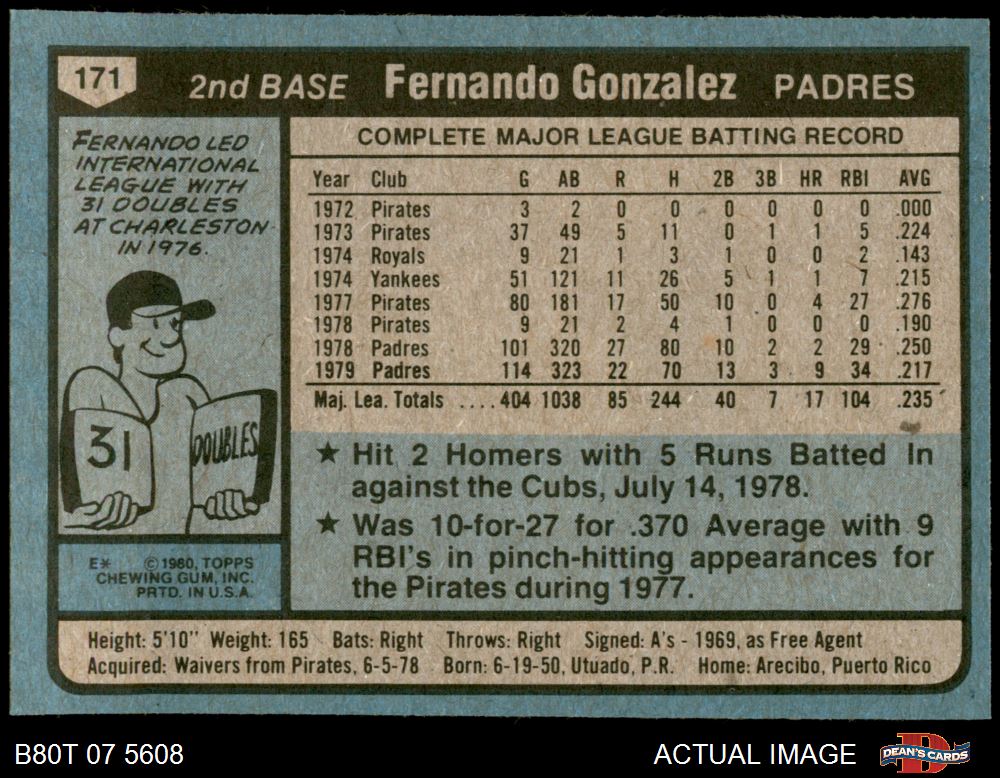 171 2nd BASE Fernando Gonzalez PADRES
FERNANDO LED
INTERNATIONAL
LEAGUE WITH
31 DOUBLES
AT CHARLESTON
IN 1976.
31 DOUBLES
E* © 1980, TOPPS
CHEWING GUM, INC.
PRTD. IN U.S.A.
COMPLETE MAJOR LEAGUE BATTING RECORD
Year Club G AB R H 2B 3B HR RBI AVG
1972 Pirates 3 2 0 0 0 0 0 0 .000
1973 Pirates 37 49 5 11 0 1 1 5 .224
1974 Royals 9 21 1 3 1 0 0 2 .143
1974 Yankees 51 121 11 26 5 1 1 7 .215
1977 Pirates 80 181 17 50 10 0 4 27 .276
1978 Pirates 9 21 2 4 1 0 0 0 .190
1978 Padres 101 320 27 80 10 2 2 29 .250
1979 Padres 114 323 22 70 13 3 9 34 .217
Maj. Lea. Totals ....404 1038 85 244 40 7 17 104 .235
★ Hit 2 Homers with 5 Runs Batted In
against the Cubs, July 14, 1978.
★ Was 10-for-27 for .370 Average with 9
RBI's in pinch-hitting appearances for
the Pirates during 1977.
Height: 5'10" Weight: 165 Bats: Right Throws: Right Signed: A's - 1969, as Free Agent
Acquired: Waivers from Pirates, 6-5-78 Born: 6-19-50, Utuado, P.R. Home: Arecibo, Puerto Rico
B80T 07 5608 ACTUAL IMAGE D DEAN'S CARDS